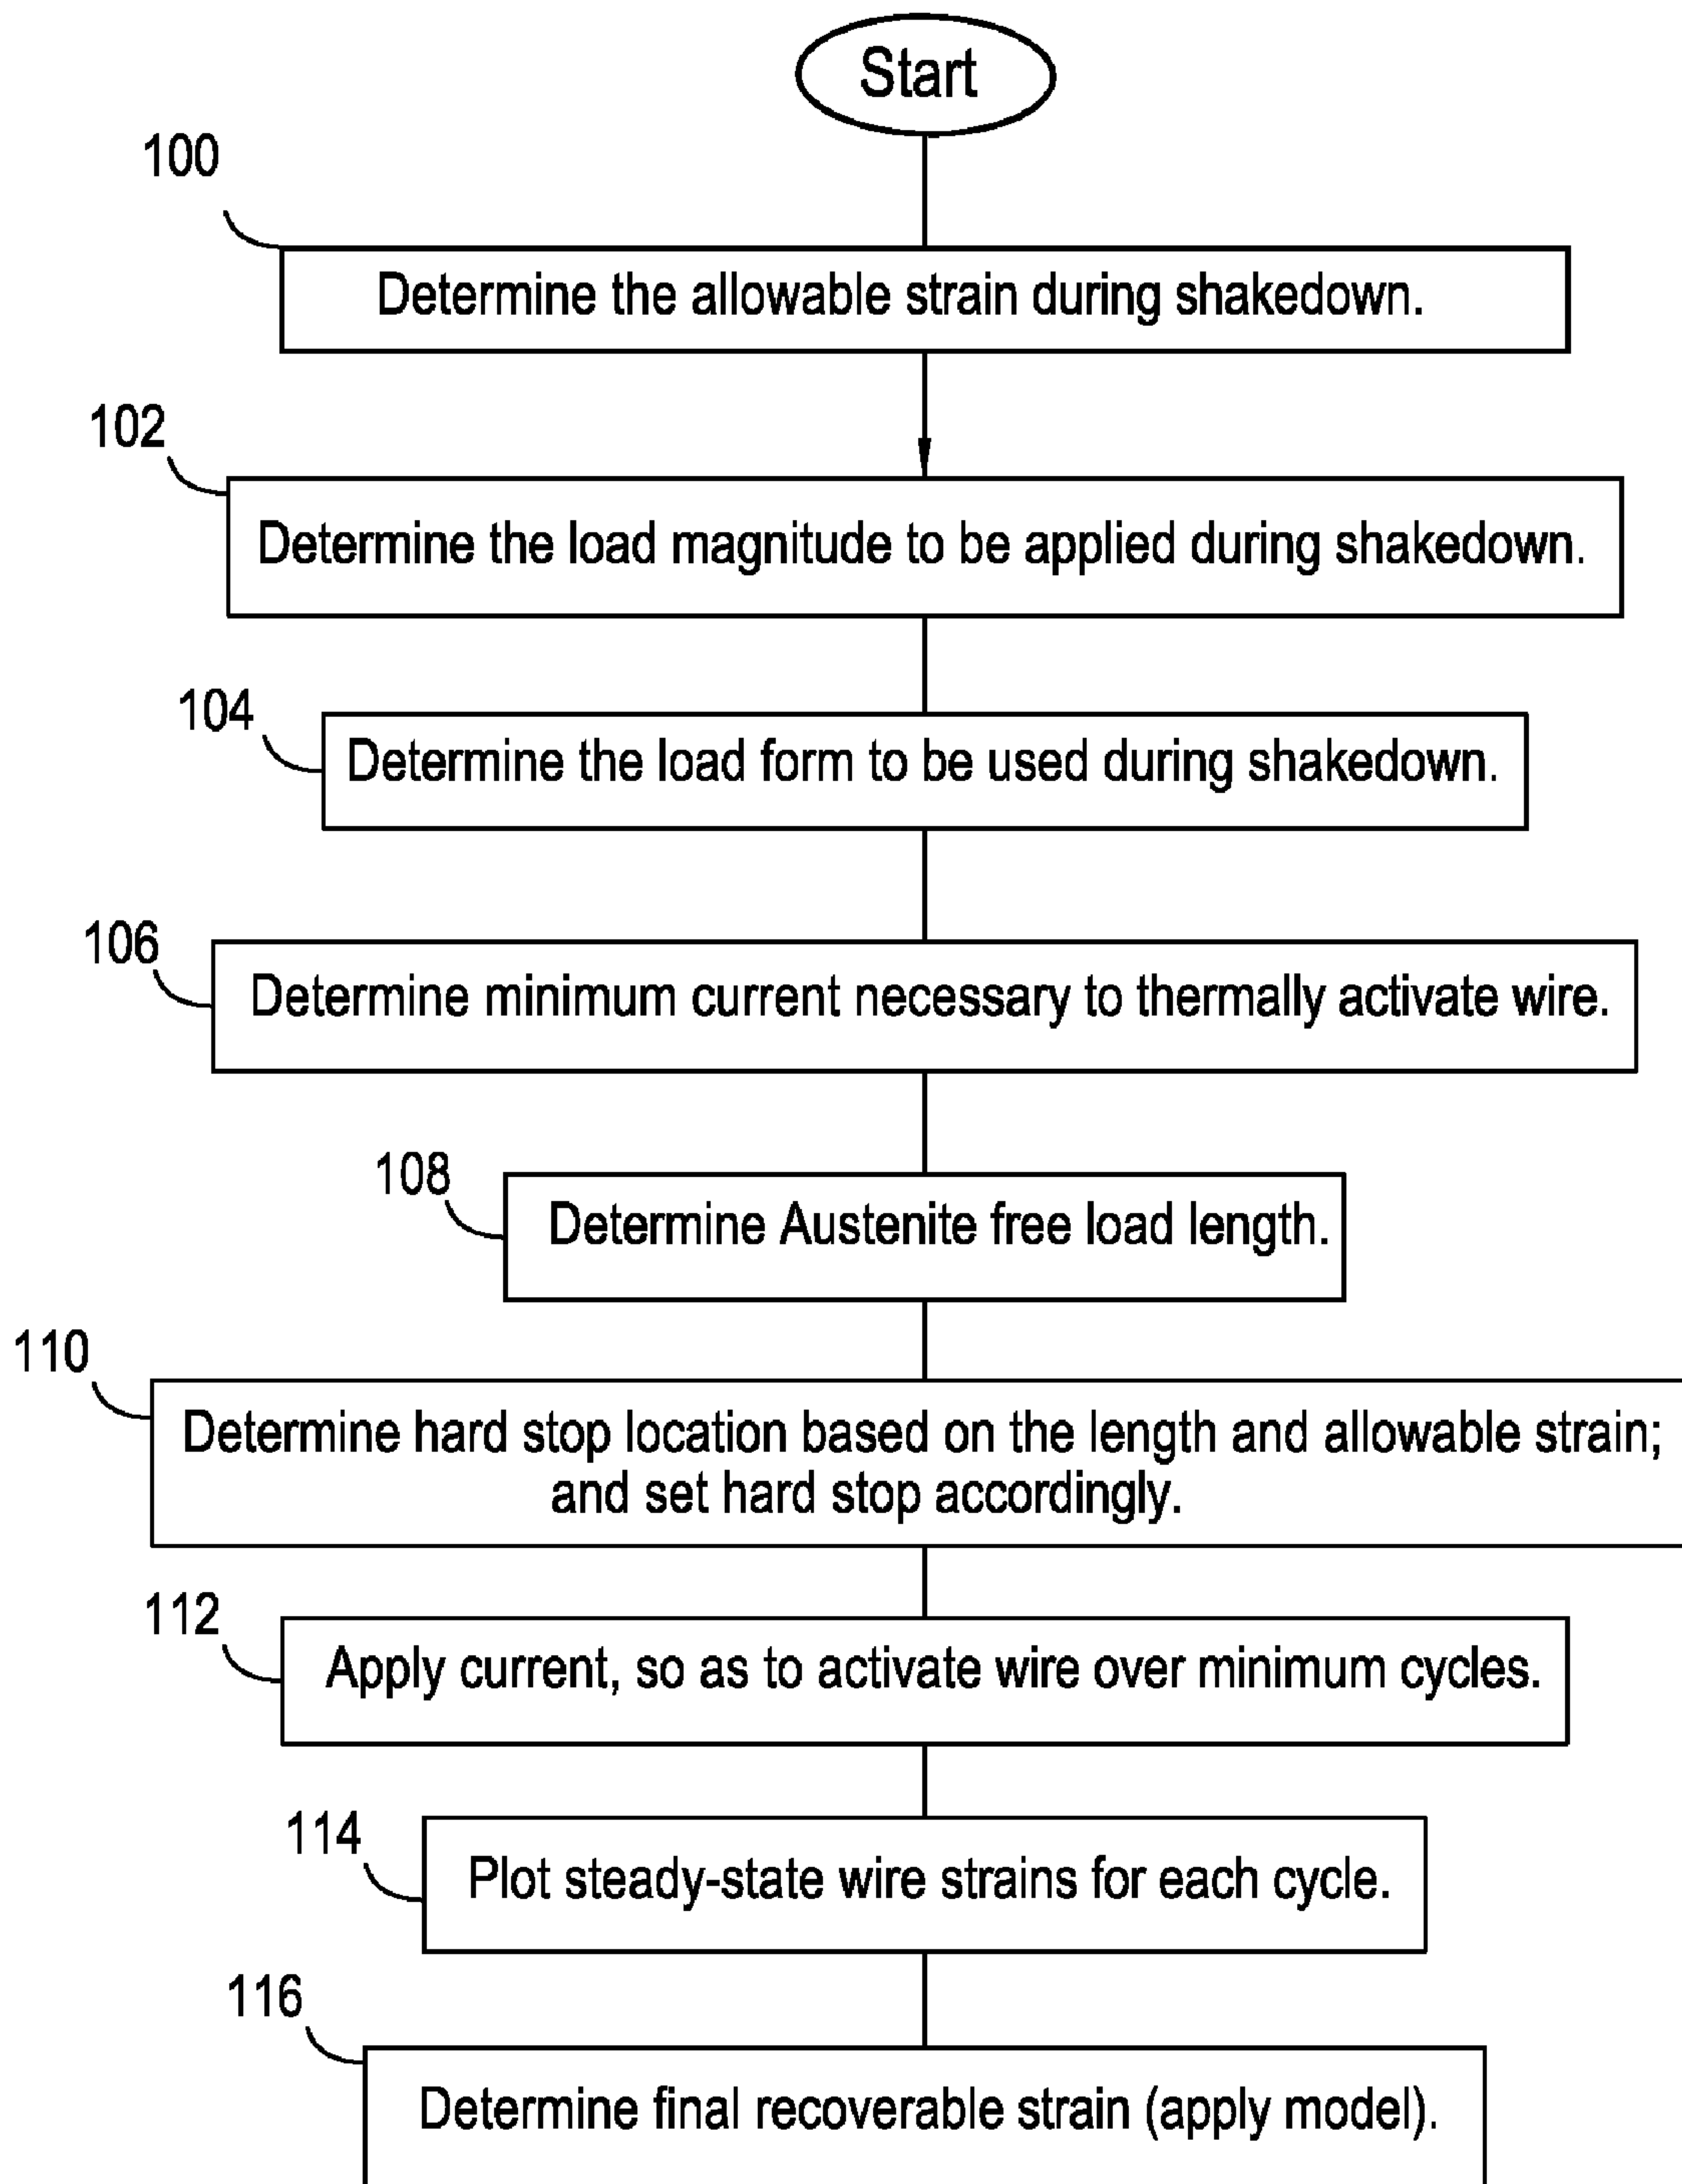 Start
100
Determine the allowable strain during shakedown.
102
Determine the load magnitude to be applied during shakedown.
104
Determine the load form to be used during shakedown.
106
Determine minimum current necessary to thermally activate wire.
108
Determine Austenite free load length.
110
Determine hard stop location based on the length and allowable strain;
and set hard stop accordingly.
112
Apply current, so as to activate wire over minimum cycles.
114
Plot steady-state wire strains for each cycle.
116
Determine final recoverable strain (apply model).